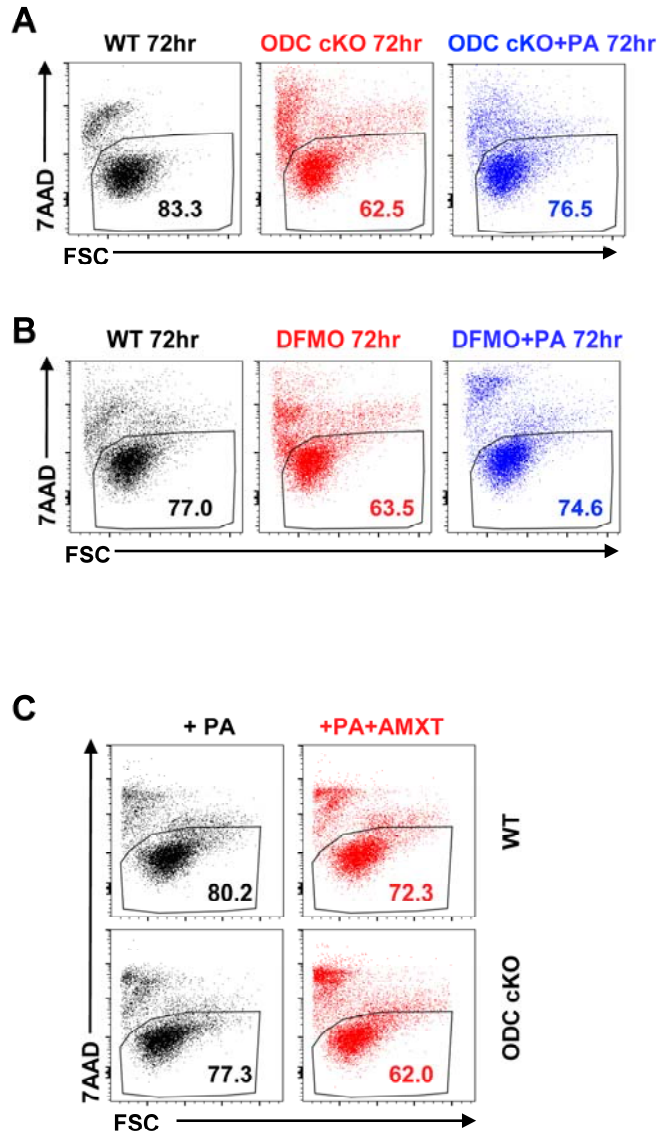 A
WT 72hr ODC cKO 72hr ODC cKO+PA 72hr
7AAD
83.3 62.5 76.5
FSC
B
WT 72hr DFMO 72hr DFMO+PA 72hr
7AAD
77.0 63.5 74.6
FSC
C
+ PA +PA+AMXT
80.2 72.3
WT
7AAD
77.3 62.0
ODC cKO
FSC